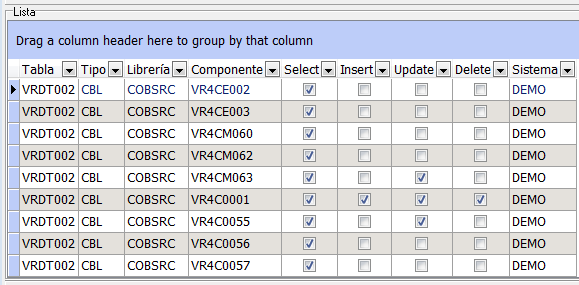 Lista
Drag a column header here to group by that column
Tabla Tipo Librería Componente Select Insert Update Delete Sistema
VRDT002 CBL COBSRC VR4CE002 DEMO
VRDT002 CBL COBSRC VR4CE003 DEMO
VRDT002 CBL COBSRC VR4CM060 DEMO
VRDT002 CBL COBSRC VR4CM062 DEMO
VRDT002 CBL COBSRC VR4CM063 DEMO
VRDT002 CBL COBSRC VR4C0001 DEMO
VRDT002 CBL COBSRC VR4C0055 DEMO
VRDT002 CBL COBSRC VR4C0056 DEMO
VRDT002 CBL COBSRC VR4C0057 DEMO